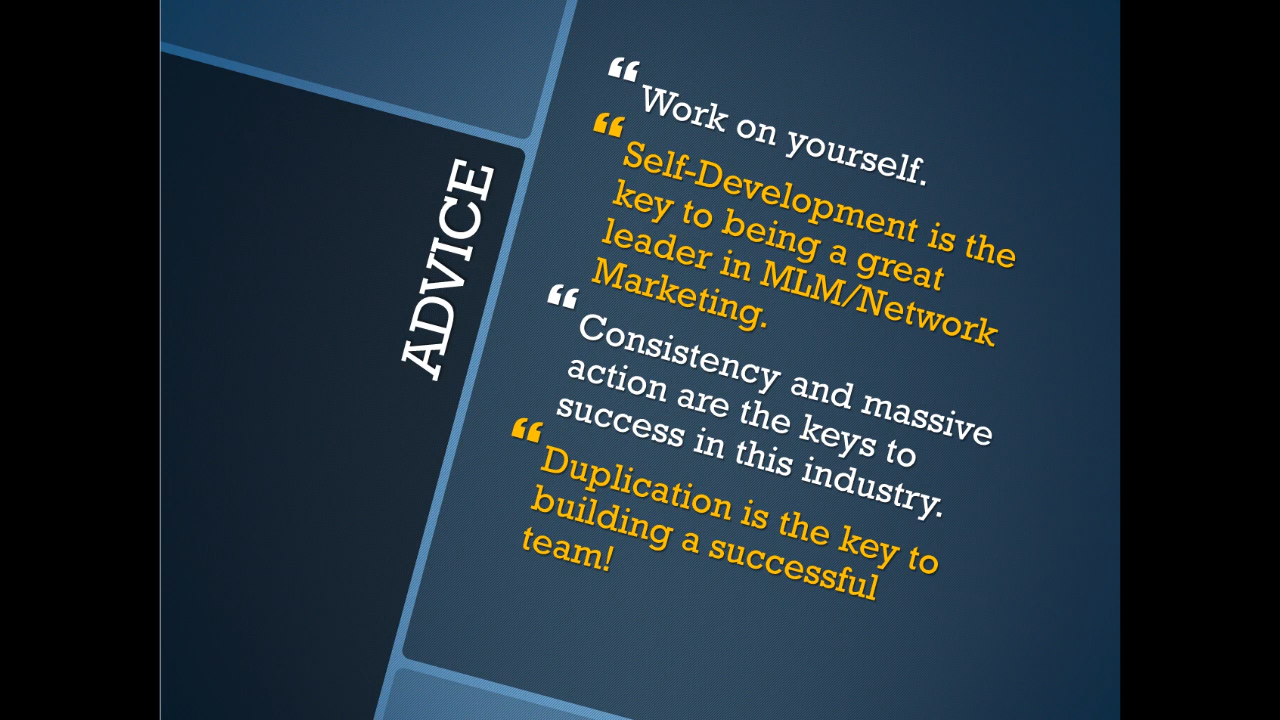 ADVICE
“Work on yourself.
“Self-Development is the
key to being a great
leader in MLM/Network
Marketing.
“Consistency and massive
action are the keys to
success in this industry.
“Duplication is the key to
building a successful
team!